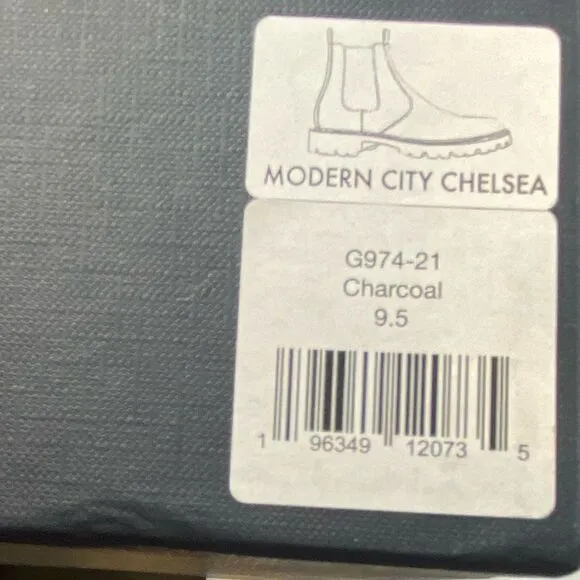 MODERN CITY CHELSEA
G974-21
Charcoal
9.5
1 96349 12073 5